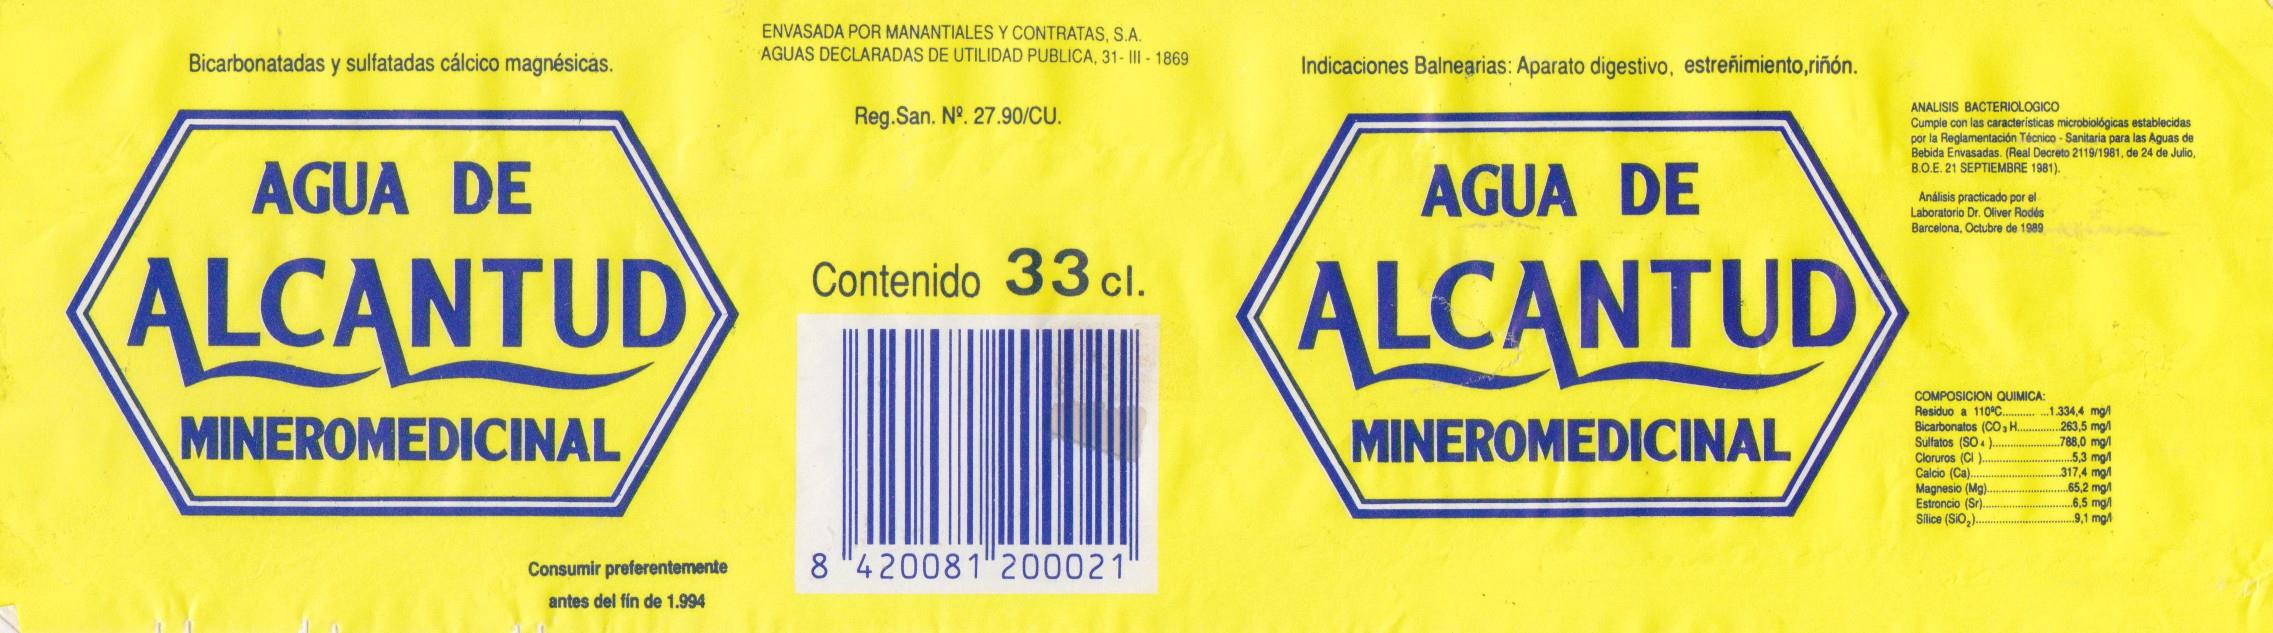 Bicarbonatadas y sulfatadas cálcico magnésicas.
AGUA DE
ALCANTUD
MINEROMEDICINAL
Consumir preferentemente
antes del fín de 1.994
ENVASADA POR MANANTIALES Y CONTRATAS, S.A.
AGUAS DECLARADAS DE UTILIDAD PUBLICA, 31- III - 1869
Reg.San. Nº. 27.90/CU.
Contenido 33 cl.
8 420081 200021
Indicaciones Balnearias: Aparato digestivo, estreñimiento,riñón.
AGUA DE
ALCANTUD
MINEROMEDICINAL
ANALISIS BACTERIOLOGICO
Cumple con las características microbiológicas establecidas
por la Reglamentación Técnico - Sanitaria para las Aguas de
Bebida Envasadas. (Real Decreto 2119/1981, de 24 de Julio,
B.O.E. 21 SEPTIEMBRE 1981).
Análisis practicado por el
Laboratorio Dr. Oliver Rodés
Barcelona, Octubre de 1989
COMPOSICION QUIMICA:
Residuo a 110ºC.......... ...1.334,4 mg/l
Bicarbonatos (CO₃H.............263,5 mg/l
Sulfatos (SO₄)....................788,0 mg/l
Cloruros (Cl )...........................5,3 mg/l
Calcio (Ca)..........................317,4 mg/l
Magnesio (Mg)........................65,2 mg/l
Estroncio (Sr)...........................6,5 mg/l
Sílice (SiO₂).............................9,1 mg/l